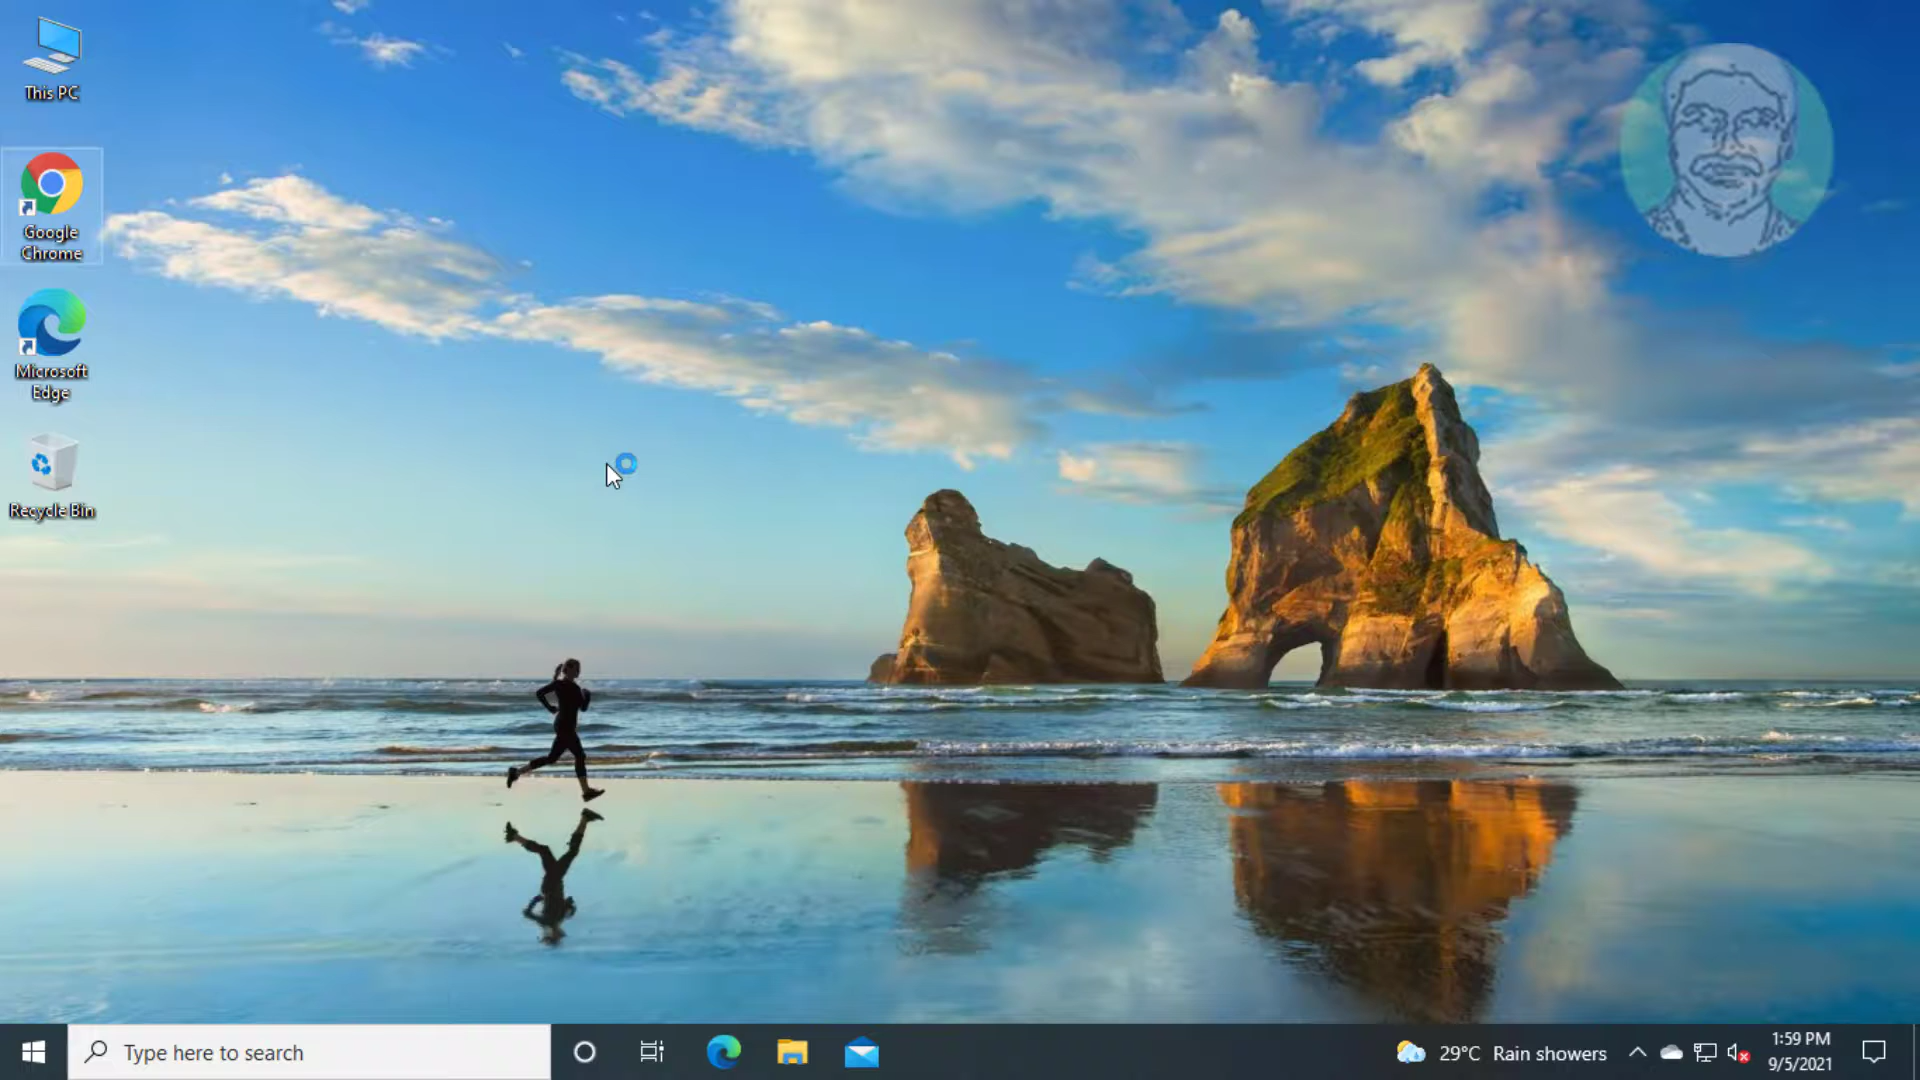 This PC
Google
Chrome
Microsoft
Edge
Recycle Bin
Type here to search
29°C Rain showers
1:59 PM
9/5/2021